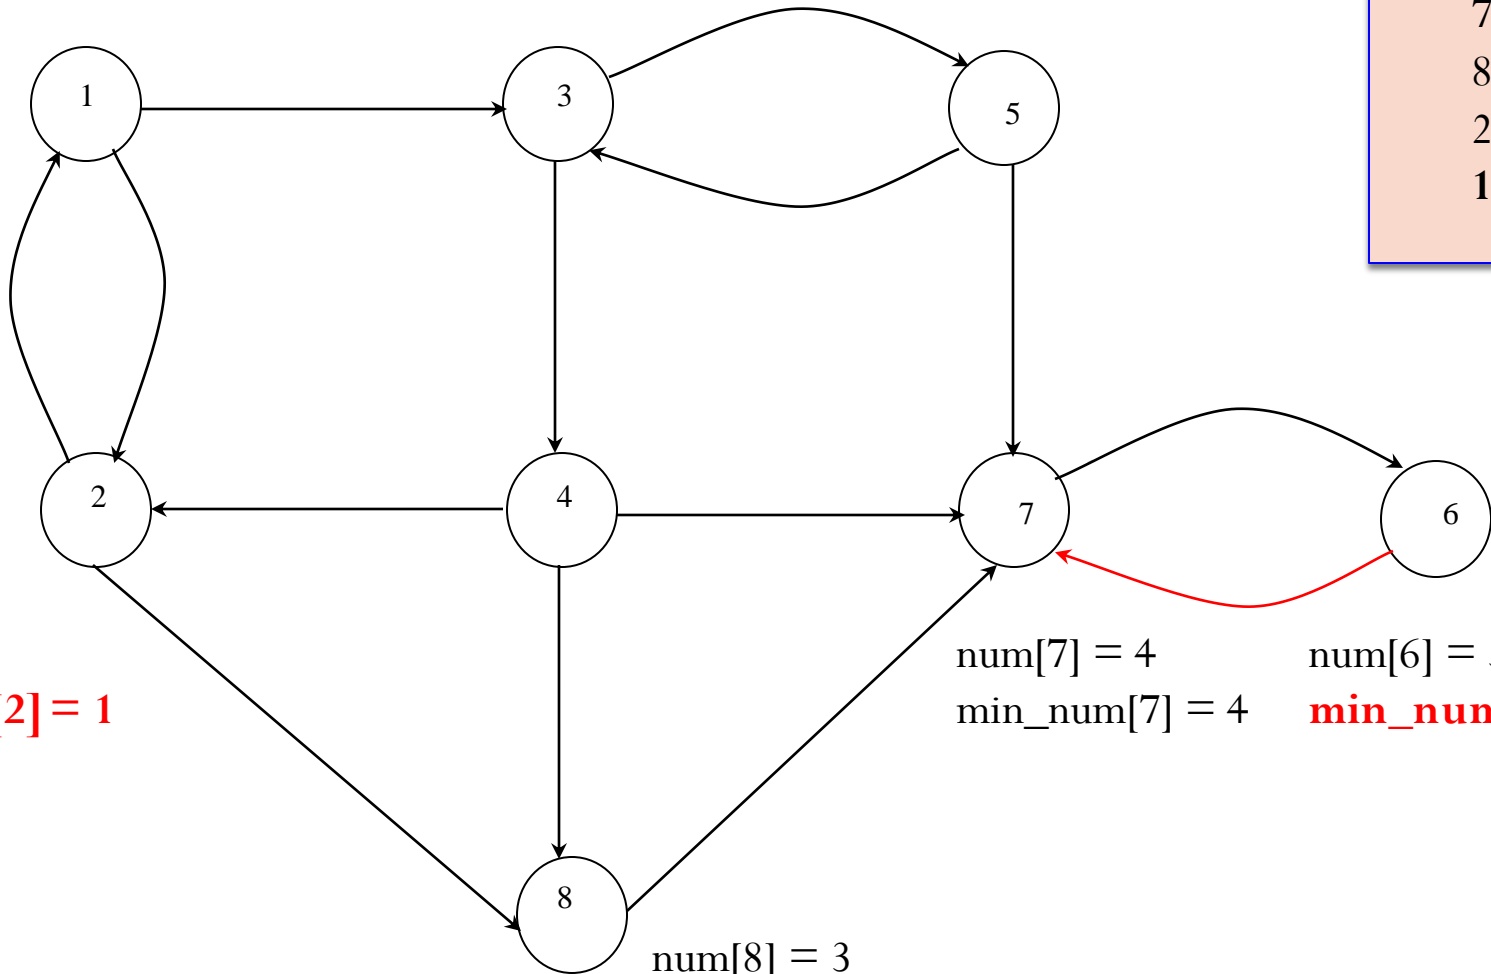 7
8
2
1
1
3
5
2
4
7
6
num[7] = 4
num[6] =
[2] = 1
min_num[7] = 4
8
num[8] = 3